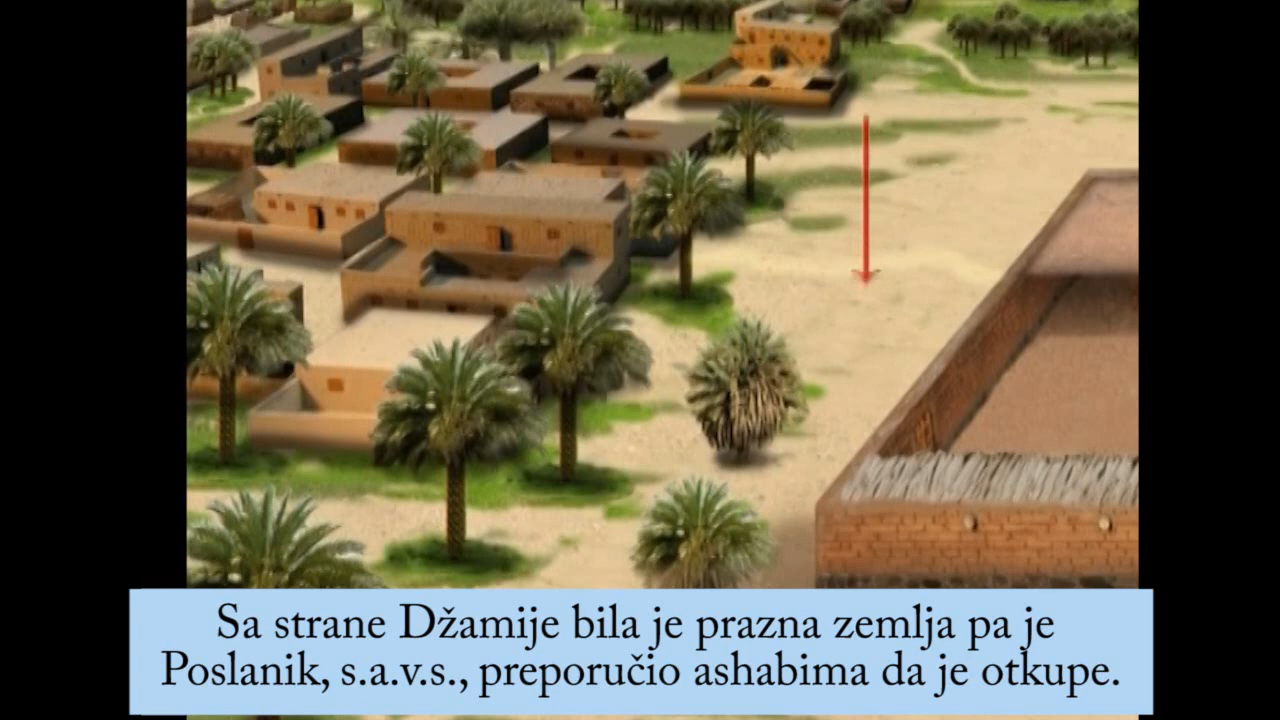 Sa strane Džamije bila je prazna zemlja pa je
Poslanik, s.a.v.s., preporučio ashabima da je otkupe.